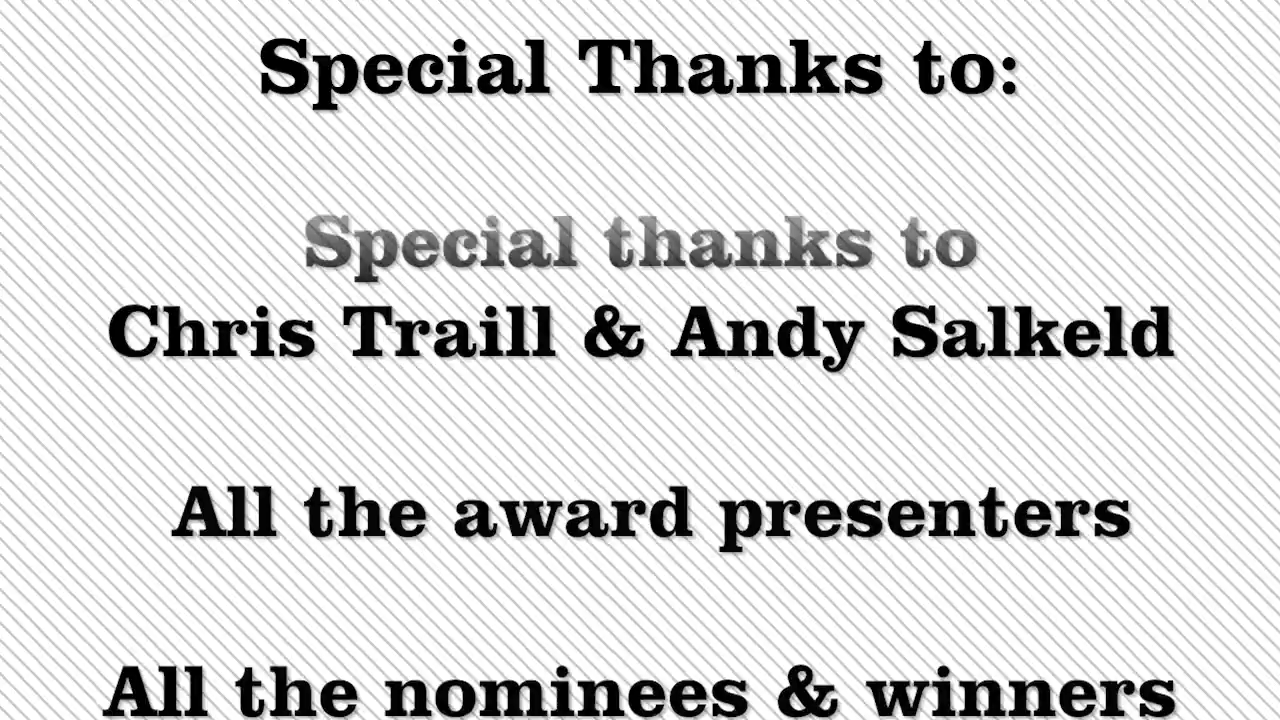 Special Thanks to:
Special thanks to
Chris Traill & Andy Salkeld
All the award presenters
All the nominees & winners